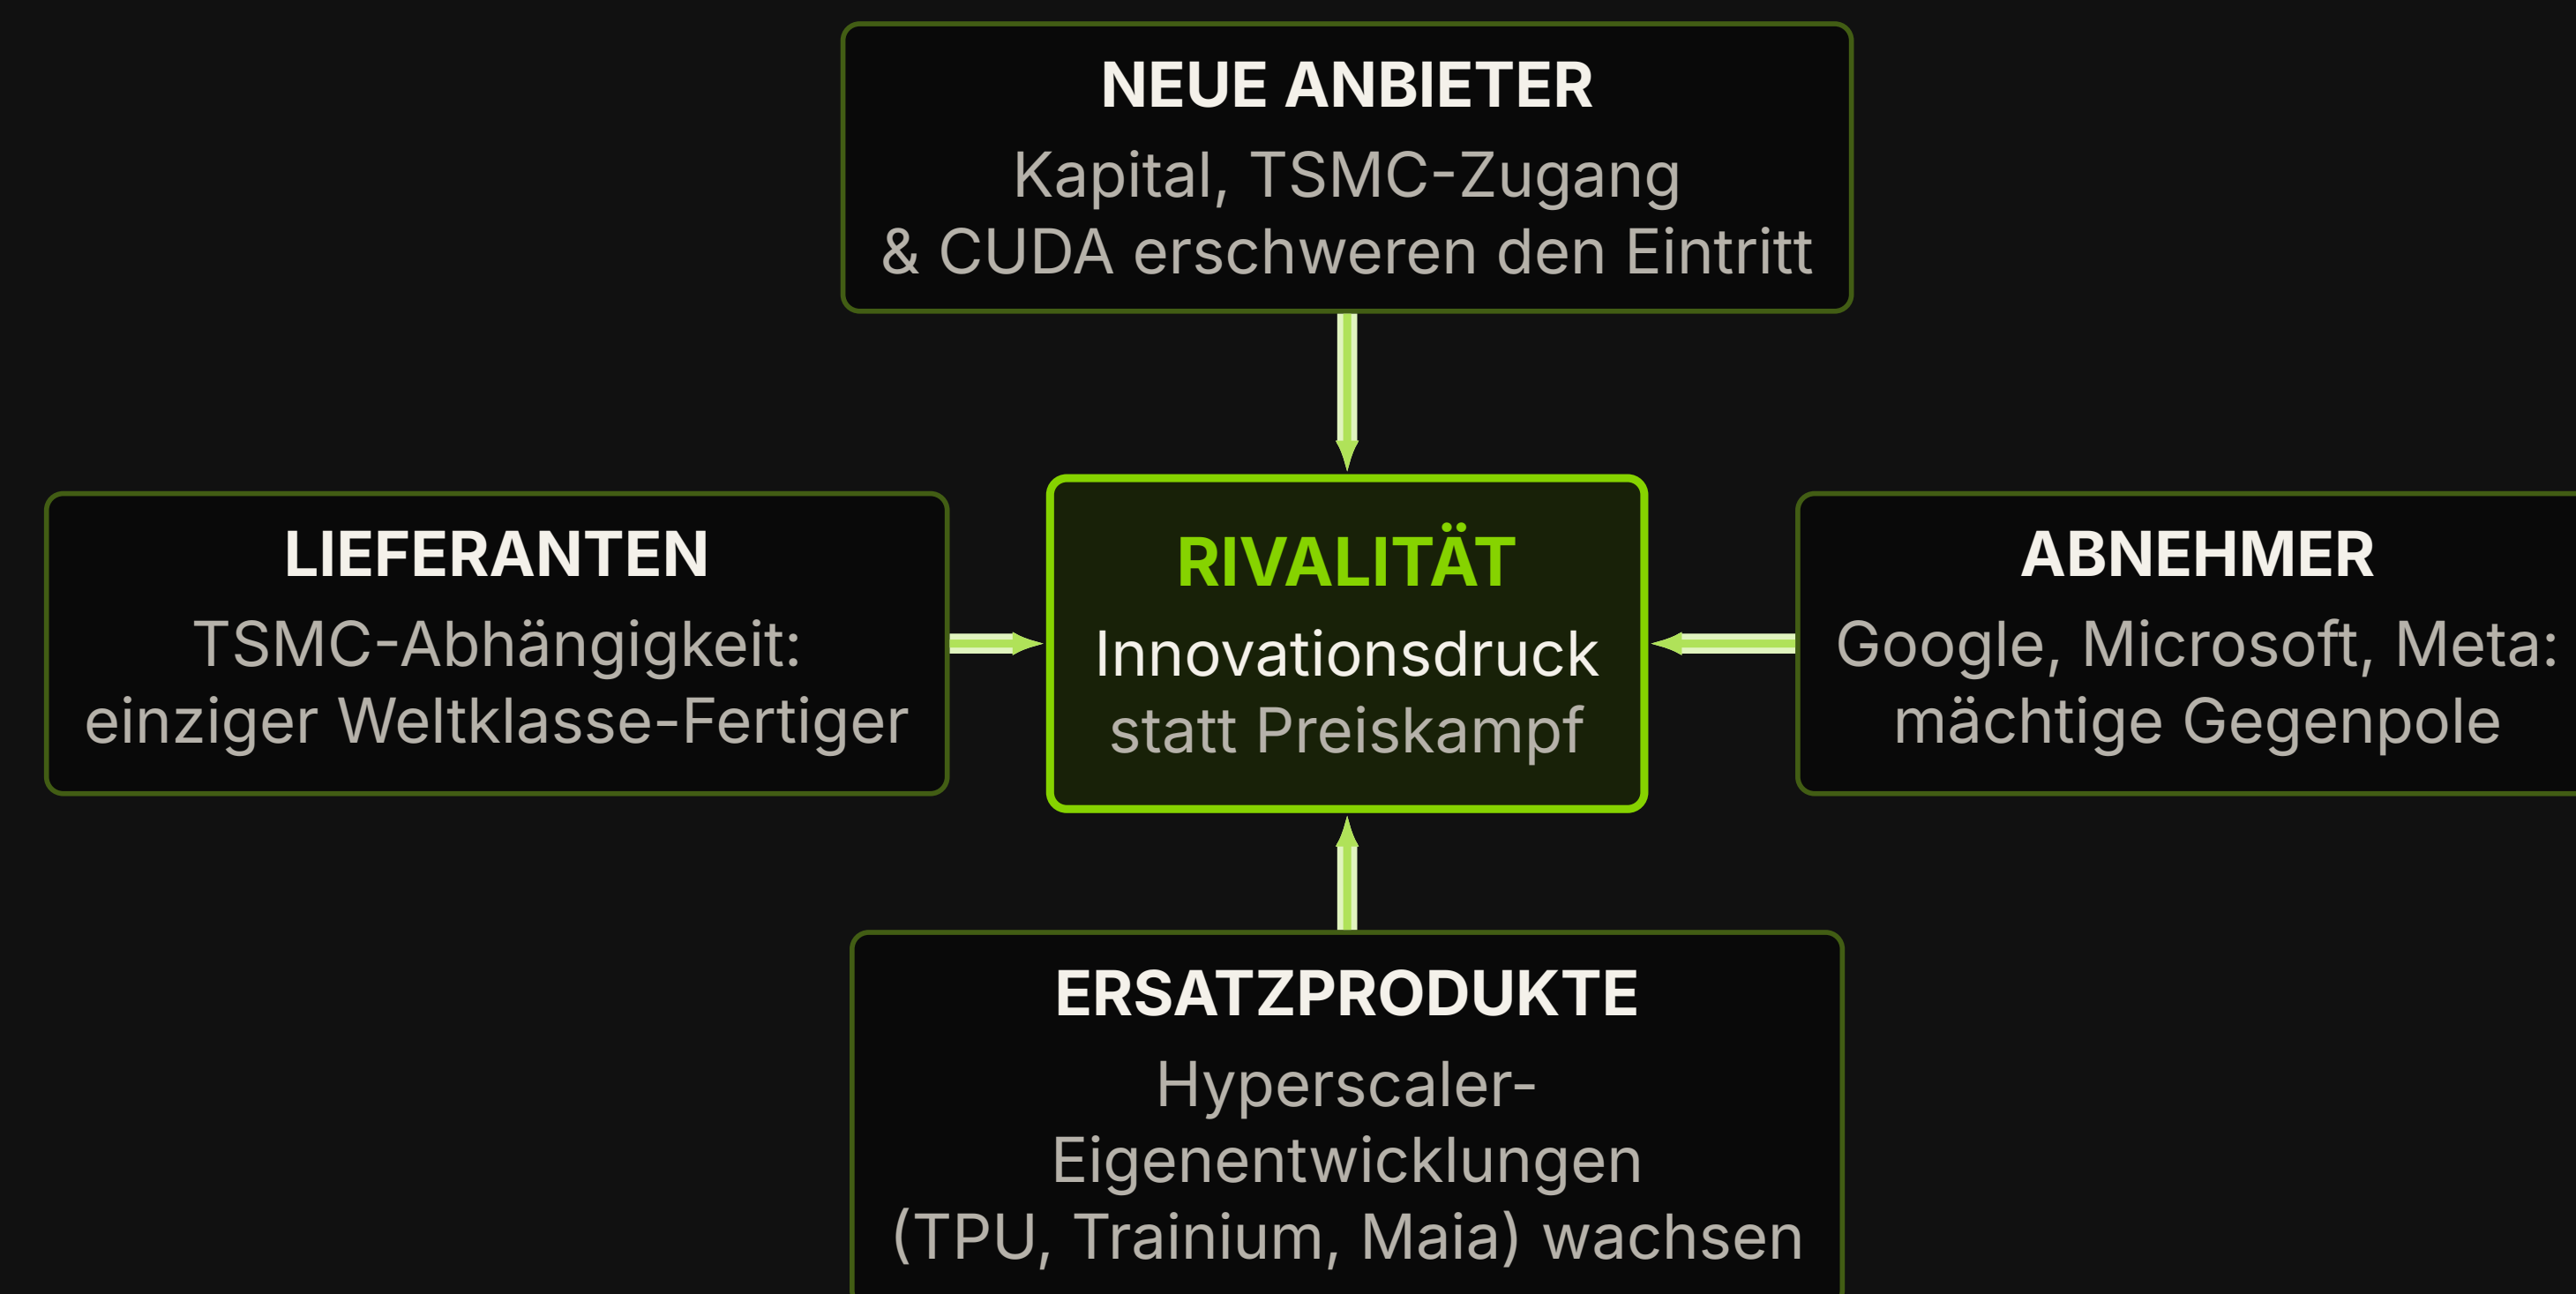 NEUE ANBIETER
Kapital, TSMC-Zugang
& CUDA erschweren den Eintritt
LIEFERANTEN
TSMC-Abhängigkeit:
einziger Weltklasse-Fertiger
RIVALITÄT
Innovationsdruck
statt Preiskampf
ABNEHMER
Google, Microsoft, Meta:
mächtige Gegenpole
ERSATZPRODUKTE
Hyperscaler-
Eigenentwicklungen
(TPU, Trainium, Maia) wachsen